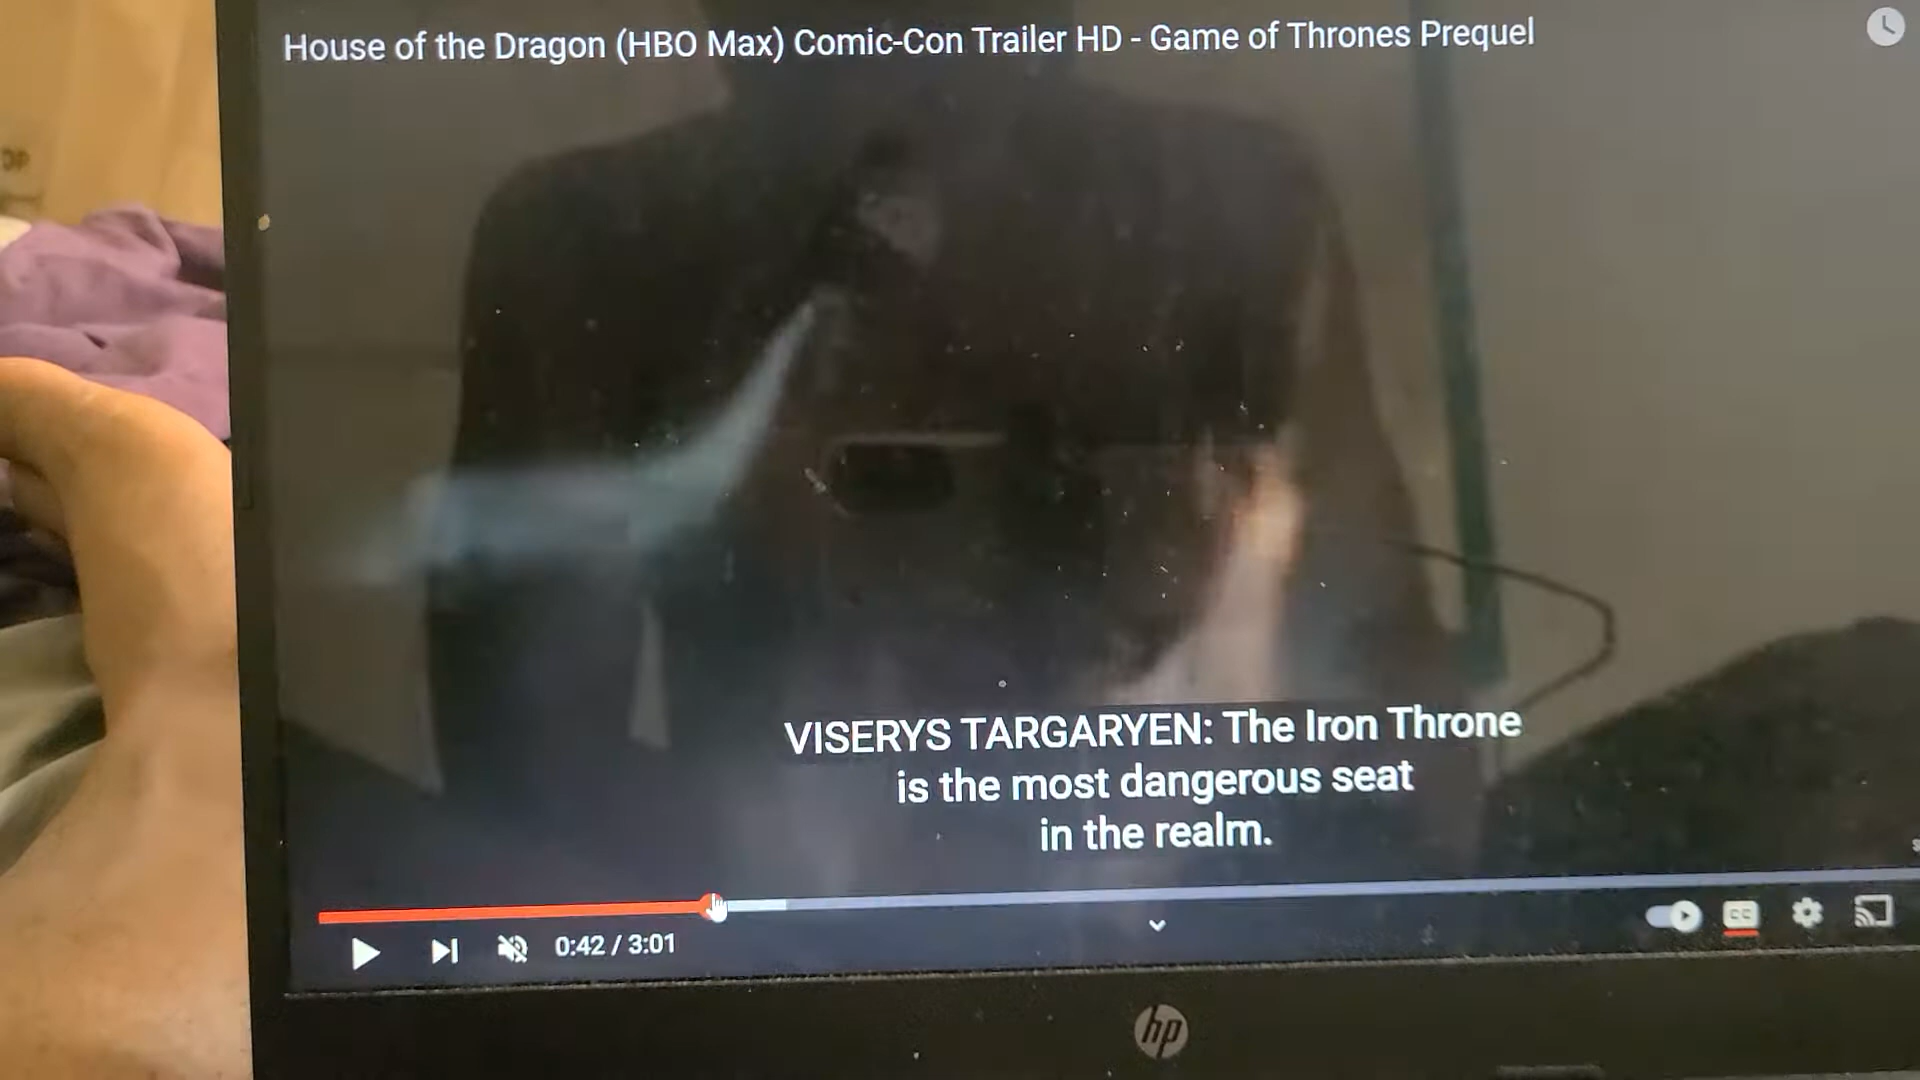 House of the Dragon (HBO Max) Comic-Con Trailer HD - Game of Thrones Prequel
VISERYS TARGARYEN: The Iron Throne
is the most dangerous seat
in the realm.
0:42 / 3:01
CC
hp